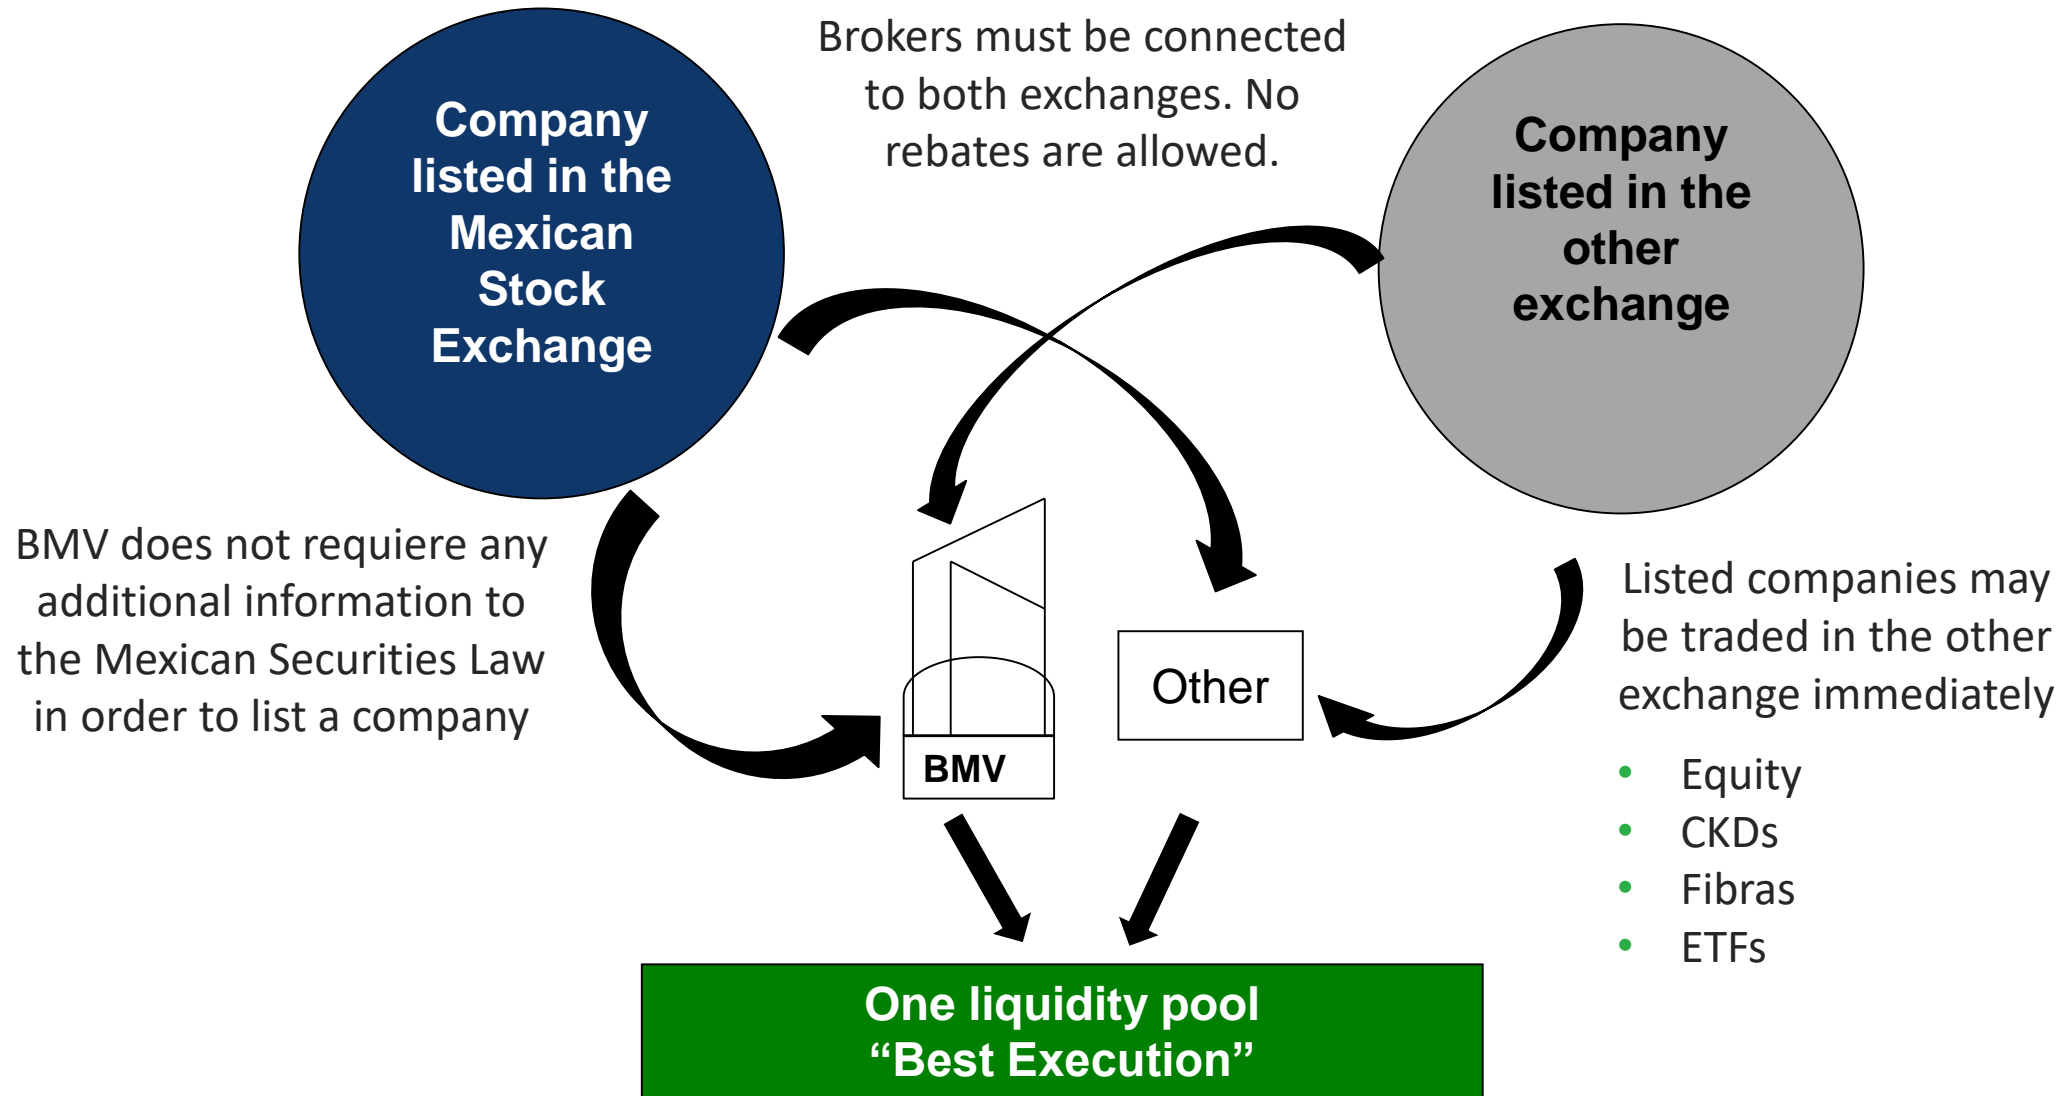 Brokers must be connected
to both exchanges. No
rebates are allowed.
Company
listed in the
Mexican
Stock
Exchange
Company
listed in the
other
exchange
BMV does not requiere any
additional information to
the Mexican Securities Law
in order to list a company
Other
BMV
Listed companies may
be traded in the other
exchange immediately
• Equity
• CKDs
• Fibras
• ETFs
One liquidity pool
“Best Execution”